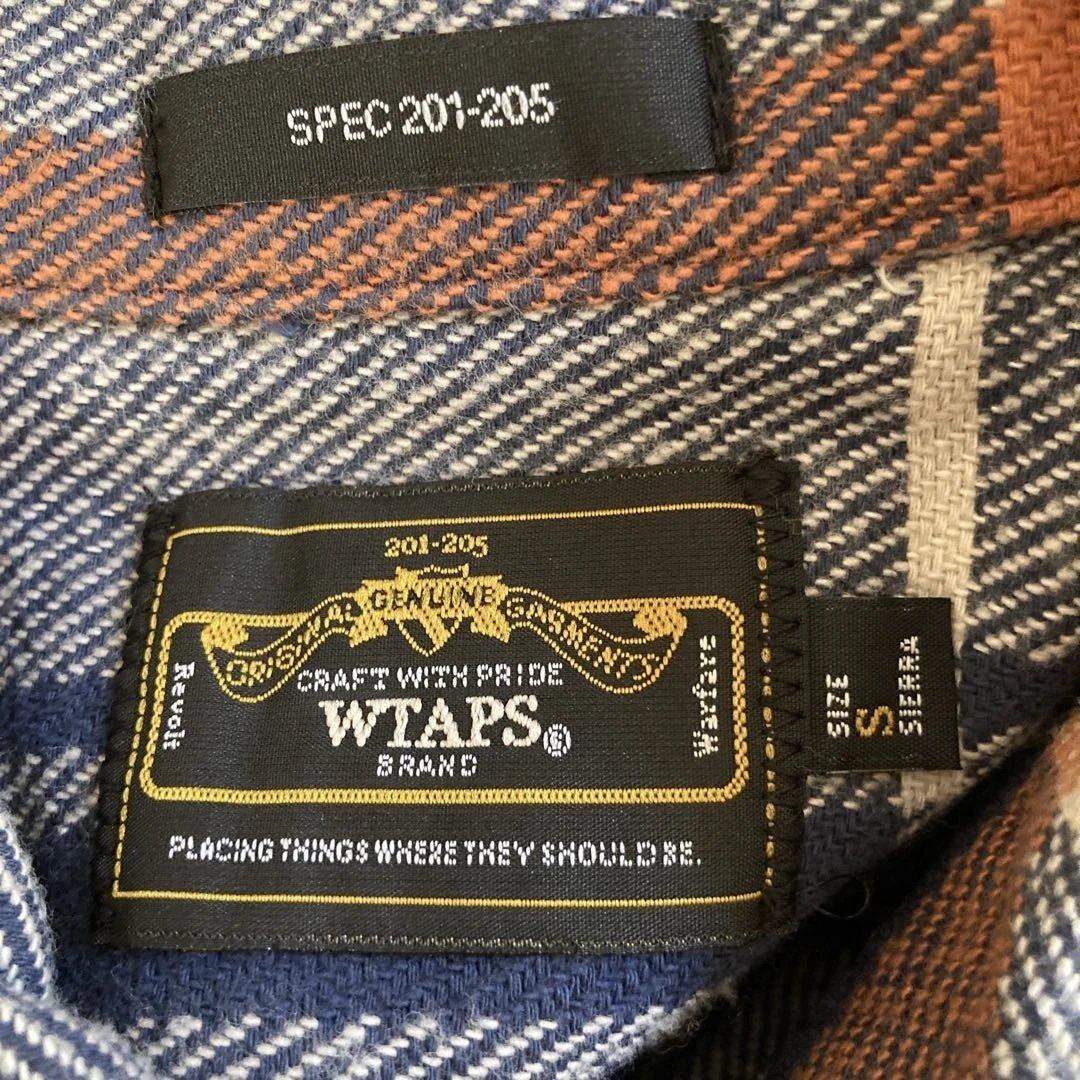 SPEC 201-205
201-205
ORIGINAL GENUINE GARMENTS
CRAFT WITH PRIDE
WTAPS®
BRAND
Revolt
Warfare
PLACING THINGS WHERE THEY SHOULD BE.
SIZE
S
SIERRA